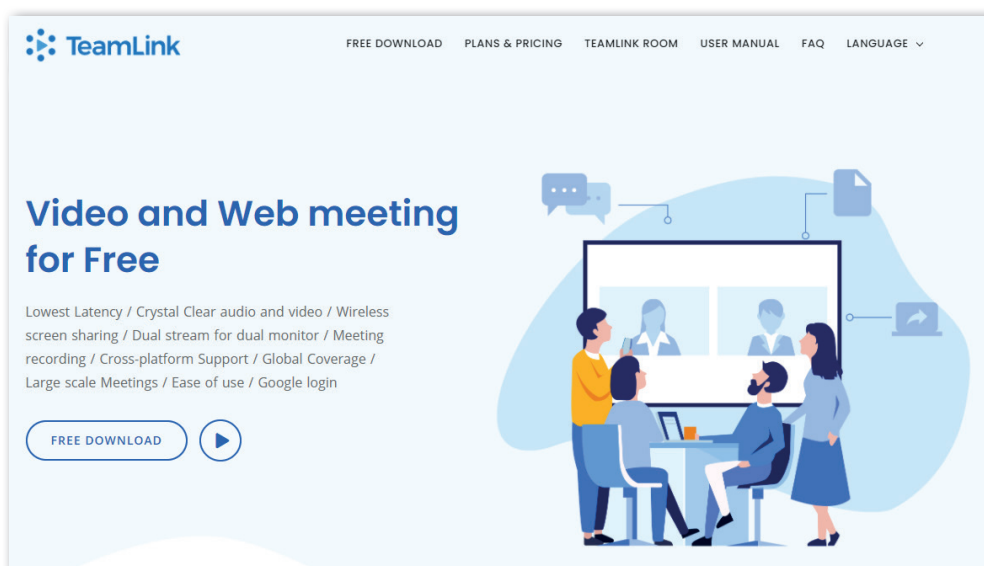 TeamLink
FREE DOWNLOAD PLANS & PRICING TEAMLINK ROOM USER MANUAL FAQ LANGUAGE
Video and Web meeting
for Free
Lowest Latency / Crystal Clear audio and video / Wireless
screen sharing / Dual stream for dual monitor / Meeting
recording / Cross-platform Support / Global Coverage /
Large scale Meetings / Ease of use / Google login
FREE DOWNLOAD